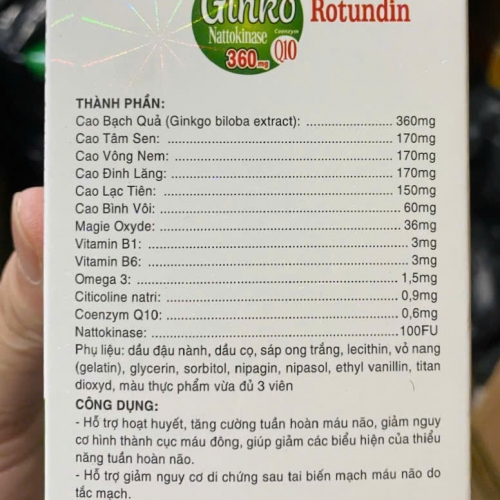 Ginkо Rotundin
Nattokinase Coenzym
360mg Q10
THÀNH PHẦN:
Cao Bạch Quả (Ginkgo biloba extract): ........................ 360mg
Cao Tâm Sen: ................................................................ 170mg
Cao Vông Nem: ............................................................. 170mg
Cao Đinh Lăng: .............................................................. 170mg
Cao Lạc Tiên: ................................................................. 150mg
Cao Bình Vôi: ................................................................... 60mg
Magie Oxyde: ................................................................... 36mg
Vitamin B1: ......................................................................... 3mg
Vitamin B6: ......................................................................... 3mg
Omega 3: ......................................................................... 1,5mg
Citicoline natri: ................................................................ 0,9mg
Coenzym Q10: ................................................................ 0,6mg
Nattokinase: ................................................................... 100FU
Phụ liệu: dầu đậu nành, dầu cọ, sáp ong trắng, lecithin, vỏ nang
(gelatin), glycerin, sorbitol, nipagin, nipasol, ethyl vanillin, titan
dioxyd, màu thực phẩm vừa đủ 3 viên
CÔNG DỤNG:
- Hỗ trợ hoạt huyết, tăng cường tuần hoàn máu não, giảm nguy
cơ hình thành cục máu đông, giúp giảm các biểu hiện của thiểu
năng tuần hoàn não.
- Hỗ trợ giảm nguy cơ di chứng sau tai biến mạch máu não do
tắc mạch.